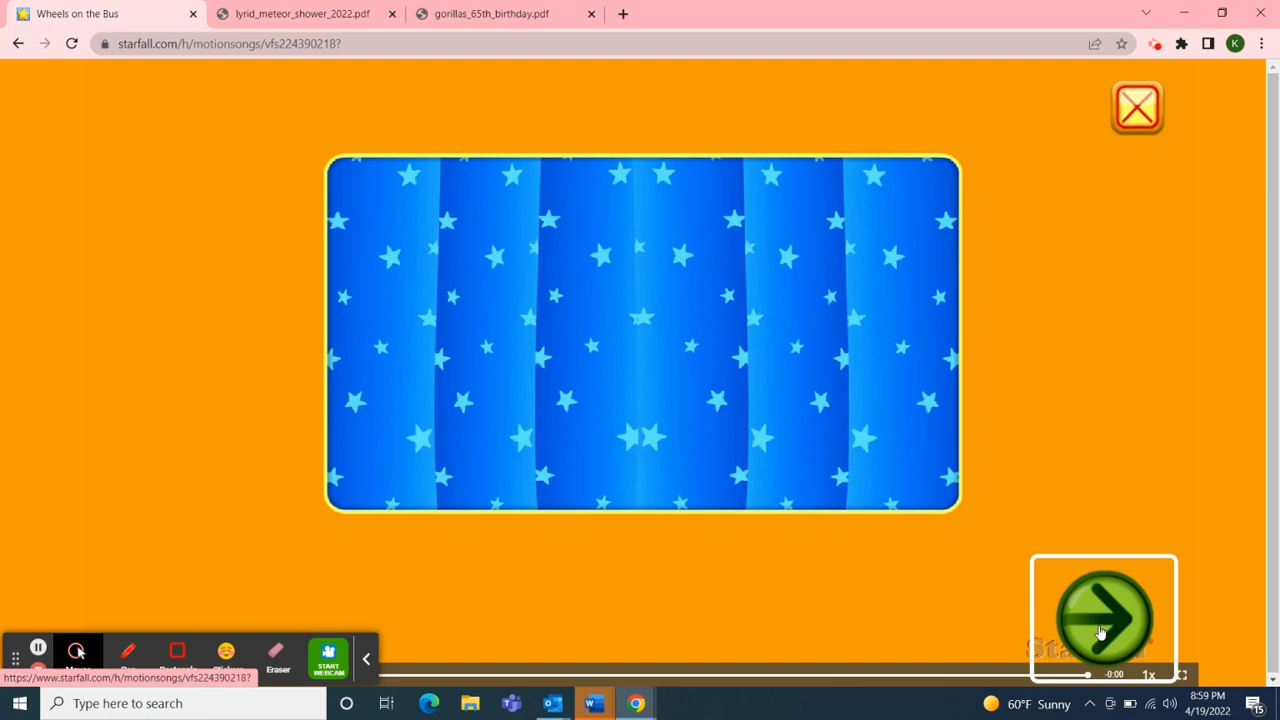 Wheels on the Bus
lyrid_meteor_shower_2022.pdf
gorillas_65th_birthday.pdf
starfall.com/h/motionsongs/vfs224390218?
K
Eraser
START
WEBCAM
https://www.starfall.com/h/motionsongs/vfs224390218?
-0:00
1x
Type here to search
60°F Sunny
8:59 PM
4/19/2022
15